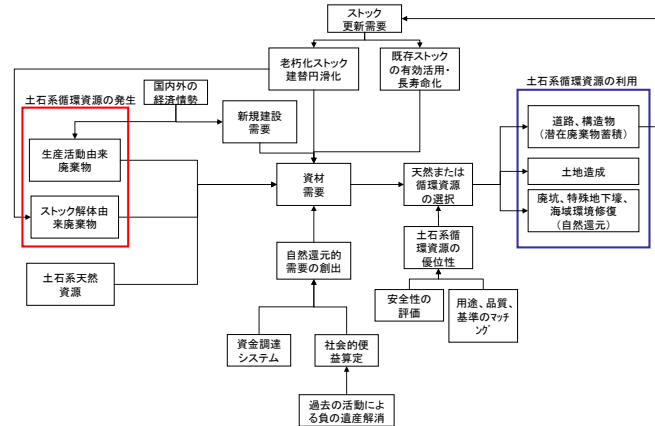 ストック
更新需要
老朽化ストック
建替円滑化
既存ストック
の有効活用・
長寿命化
国内外の
経済情勢
土石系循環資源の発生
新規建設
需要
生産活動由来
廃棄物
ストック解体由
来廃棄物
土石系天然
資源
資材
需要
天然または
循環資源
の選択
土石系循環資源の利用
道路、構造物
(潜在廃棄物蓄積)
土地造成
廃坑、特殊地下壕、
海域環境修復
(自然還元)
土石系循
環資源の
優位性
自然還元的
需要の創出
安全性の
評価
用途、品質、
基準のマッチ
ング
資金調達
システム
社会的便
益算定
過去の活動によ
る負の遺産解消